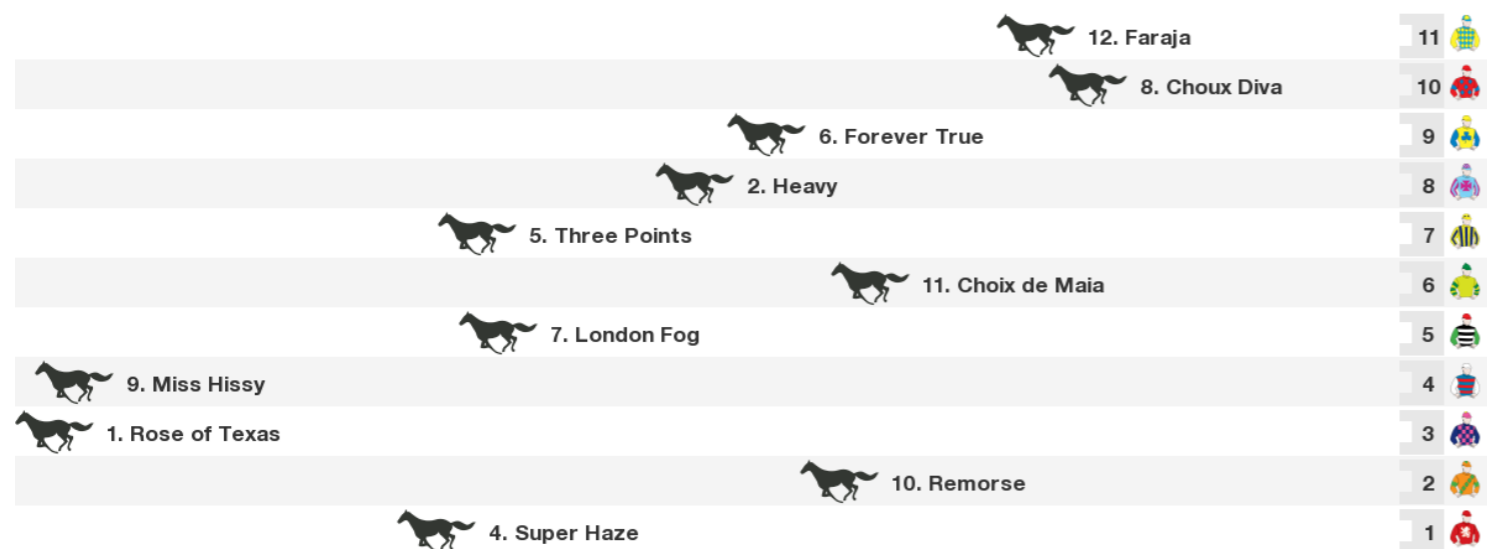 12. Faraja 11
8. Choux Diva 10
6. Forever True 9
2. Heavy 8
5. Three Points 7
11. Choix de Maia 6
7. London Fog 5
9. Miss Hissy 4
1. Rose of Texas 3
10. Remorse 2
4. Super Haze 1